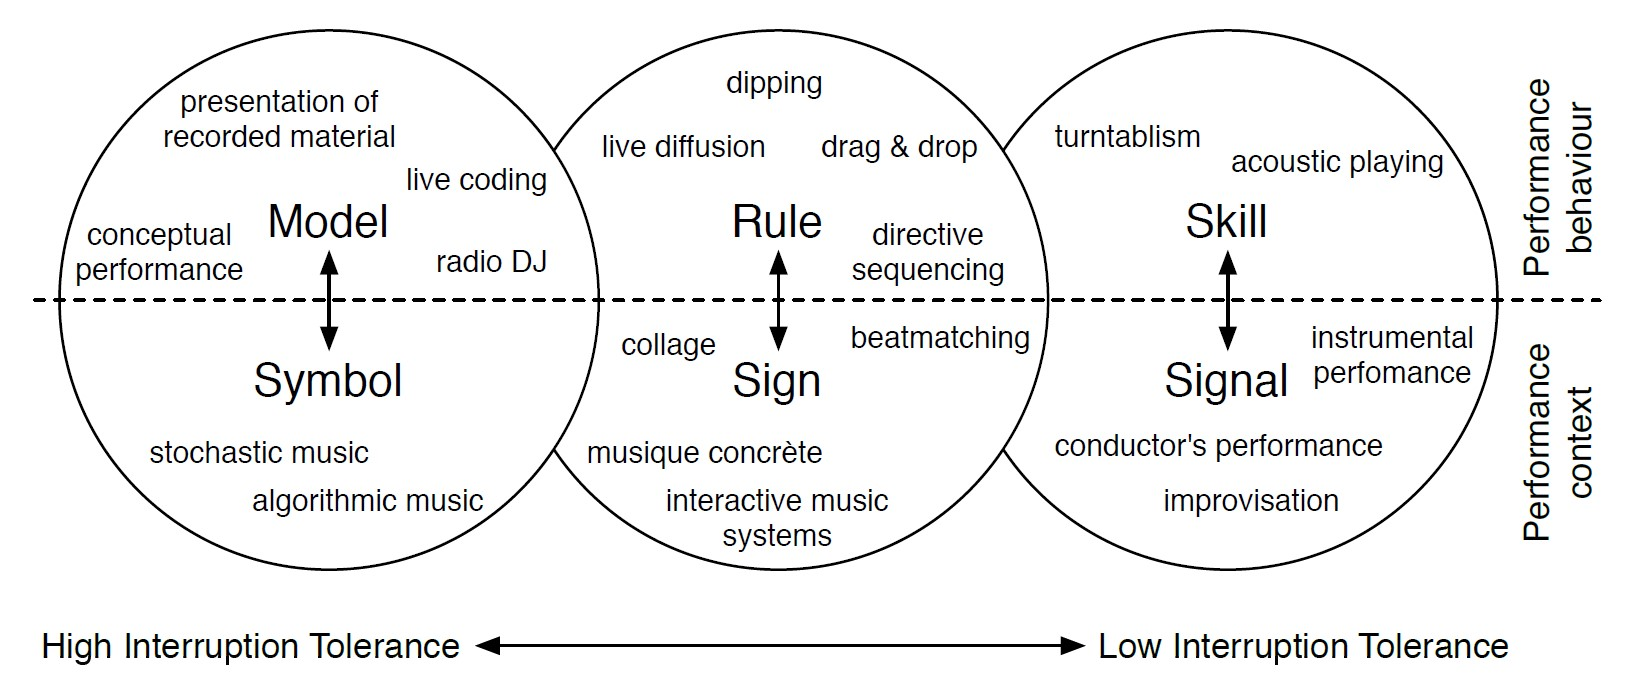 presentation of
recorded material
live coding
conceptual
performance
Model
radio DJ
Symbol
stochastic music
algorithmic music
dipping
live diffusion
drag & drop
Rule
directive
sequencing
collage
beatmatching
Sign
musique concrète
interactive music
systems
turntablism
acoustic playing
Skill
instrumental
perfomance
Signal
conductor's performance
improvisation
Performance
behaviour
Performance
context
High Interruption Tolerance
Low Interruption Tolerance